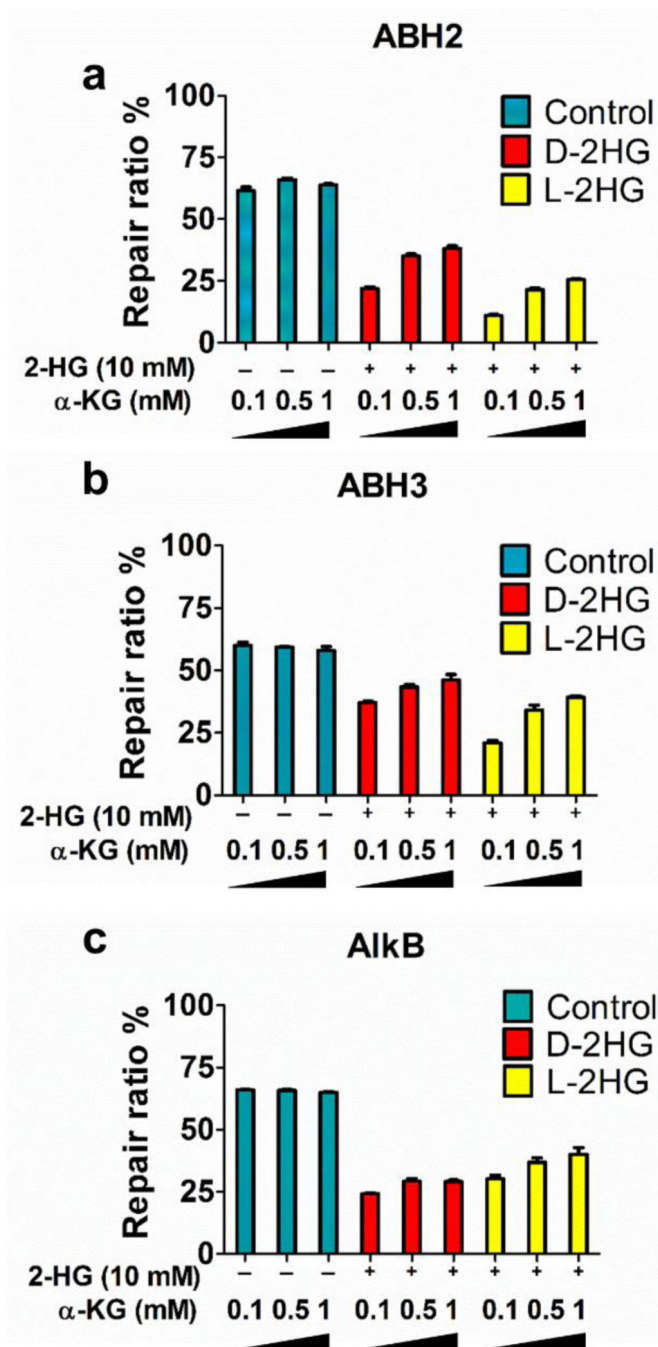 ABH2
a
100
75
50
25
0
Repair ratio %
Control
D-2HG
L-2HG
2-HG (10 mM) – – – + + + + + +
α-KG (mM) 0.1 0.5 1 0.1 0.5 1 0.1 0.5 1
b
ABH3
100
75
50
25
0
Repair ratio %
Control
D-2HG
L-2HG
2-HG (10 mM) – – – + + + + + +
α-KG (mM) 0.1 0.5 1 0.1 0.5 1 0.1 0.5 1
c
AlkB
100
75
50
25
0
Repair ratio %
Control
D-2HG
L-2HG
2-HG (10 mM) – – – + + + + + +
α-KG (mM) 0.1 0.5 1 0.1 0.5 1 0.1 0.5 1